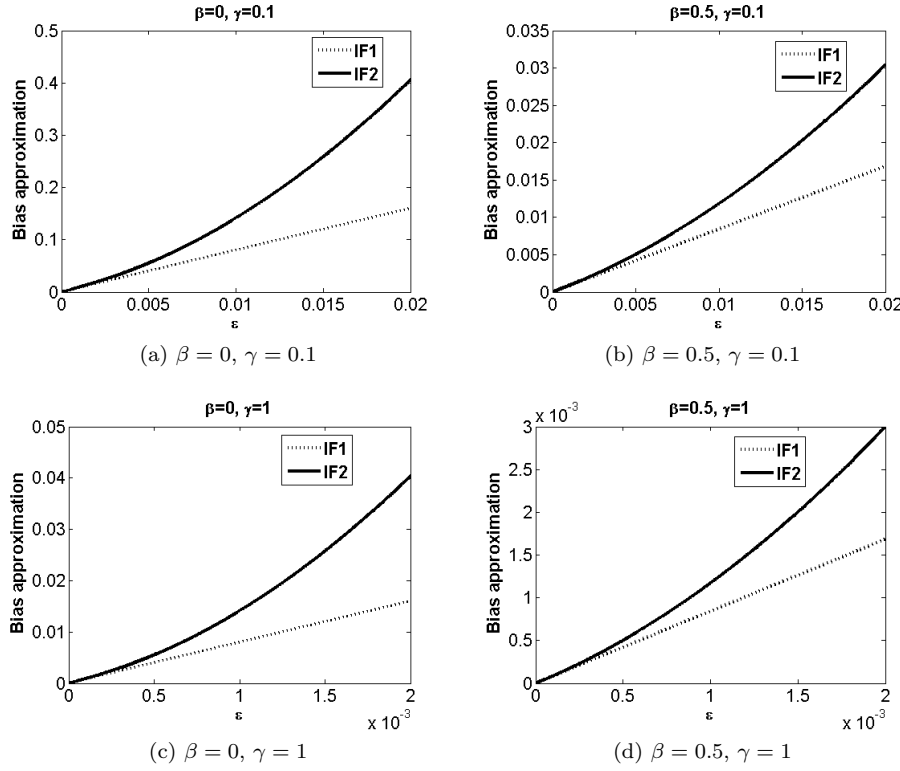 β=0, γ=0.1
Bias approximation
0.5
0.4
0.3
0.2
0.1
0
0 0.005 0.01 0.015 0.02
ε
IF1
IF2
(a) β = 0, γ = 0.1
β=0.5, γ=0.1
Bias approximation
0.035
0.03
0.025
0.02
0.015
0.01
0.005
0
0 0.005 0.01 0.015 0.02
ε
IF1
IF2
(b) β = 0.5, γ = 0.1
β=0, γ=1
Bias approximation
0.05
0.04
0.03
0.02
0.01
0
0 0.5 1 1.5 2
x 10⁻³
ε
IF1
IF2
(c) β = 0, γ = 1
x 10⁻³
β=0.5, γ=1
Bias approximation
3
2.5
2
1.5
1
0.5
0
0 0.5 1 1.5 2
x 10⁻³
ε
IF1
IF2
(d) β = 0.5, γ = 1